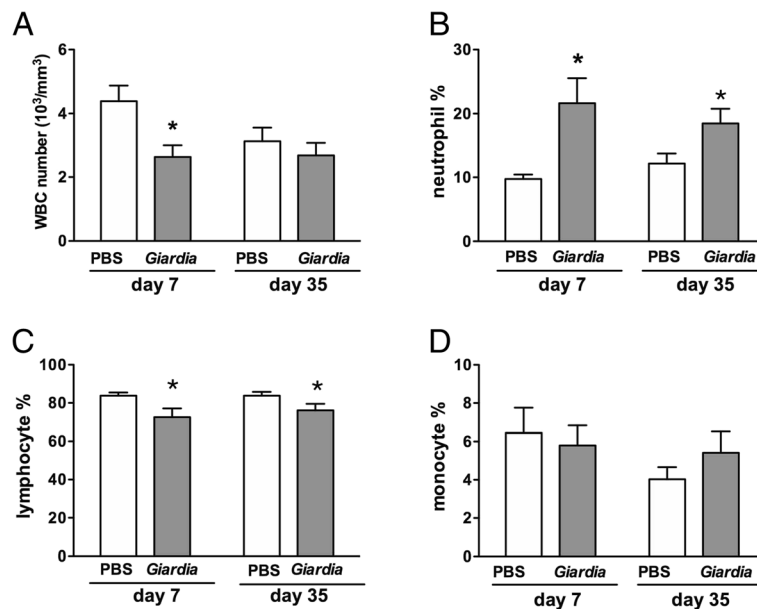 A
WBC number (10³/mm³)
6
4
2
0
*
PBS Giardia PBS Giardia
day 7 day 35
B
neutrophil %
30
20
10
0
*
*
PBS Giardia PBS Giardia
day 7 day 35
C
lymphocyte %
100
80
60
40
20
0
*
*
PBS Giardia PBS Giardia
day 7 day 35
D
monocyte %
10
8
6
4
2
0
PBS Giardia PBS Giardia
day 7 day 35